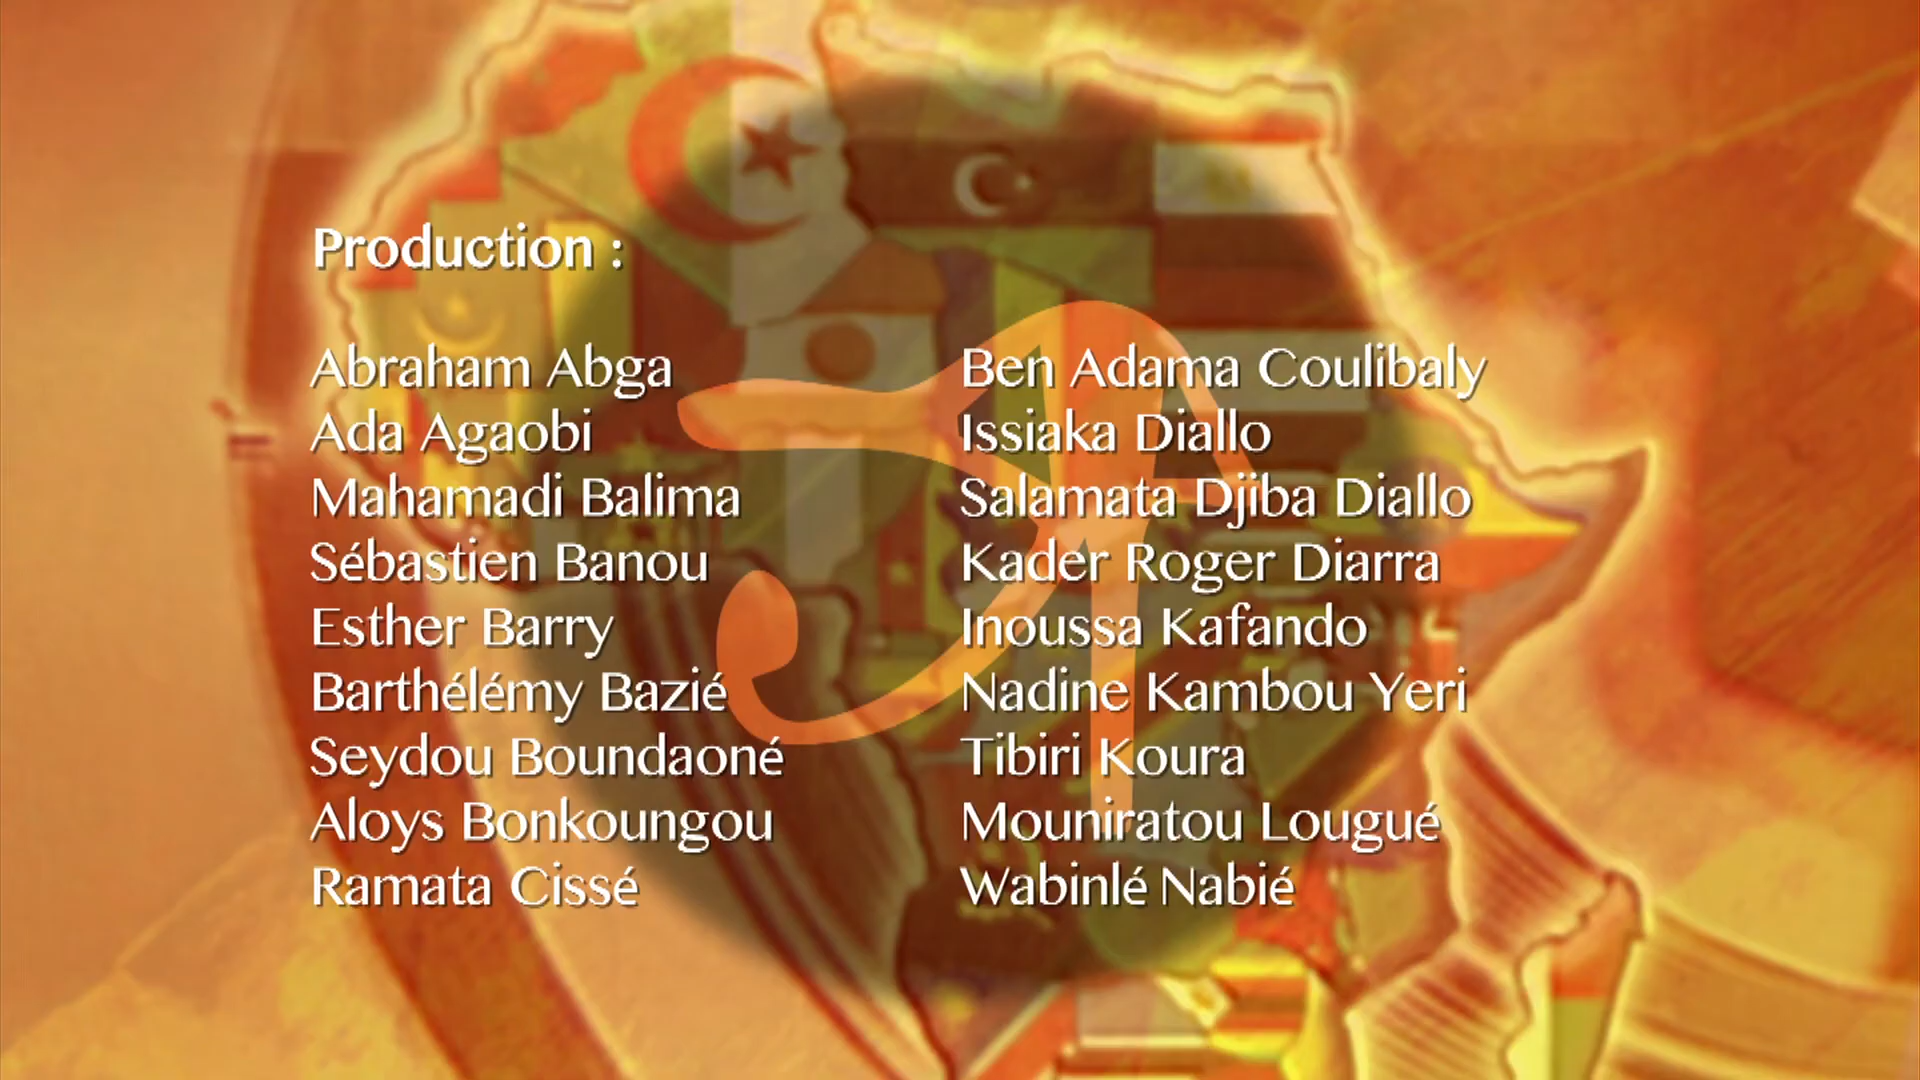 Production :
Abraham Abga
Ada Agaobi
Mahamadi Balima
Sébastien Banou
Esther Barry
Barthélémy Bazié
Seydou Boundaoné
Aloys Bonkoungou
Ramata Cissé
Ben Adama Coulibaly
Issiaka Diallo
Salamata Djiba Diallo
Kader Roger Diarra
Inoussa Kafando
Nadine Kambou Yeri
Tibiri Koura
Mouniratou Lougué
Wabinlé Nabié